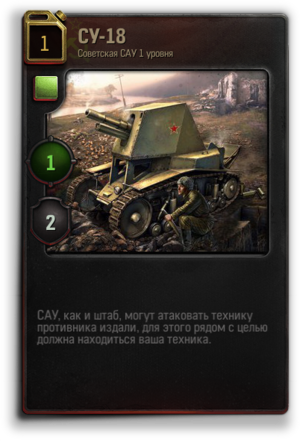 1
СУ-18
Советская САУ 1 уровня
1
2
САУ, как и штаб, могут атаковать технику
противника издали, для этого рядом с целью
должна находиться ваша техника.